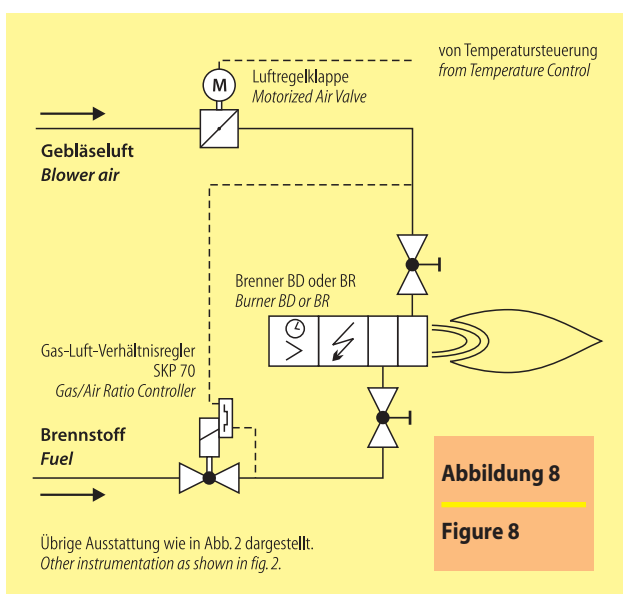 von Temperatursteuerung
from Temperature Control
M
Luftregelklappe
Motorized Air Valve
Gebläseluft
Blower air
Brenner BD oder BR
Burner BD or BR
Gas-Luft-Verhältnisregler
SKP 70
Gas/Air Ratio Controller
Brennstoff
Fuel
Abbildung 8
Figure 8
Übrige Ausstattung wie in Abb. 2 dargestellt.
Other instrumentation as shown in fig. 2.